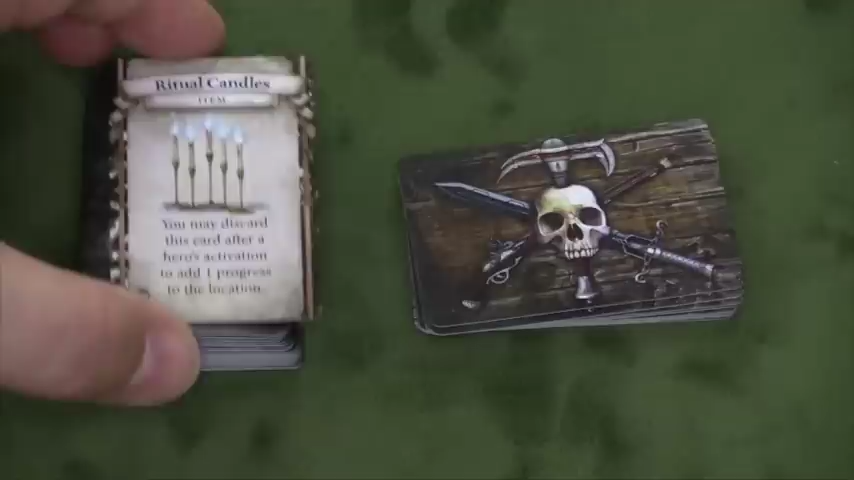 Ritual Candles
ITEM
You may discard
this card after a
hero's activation
to add 1 progress
to the location.